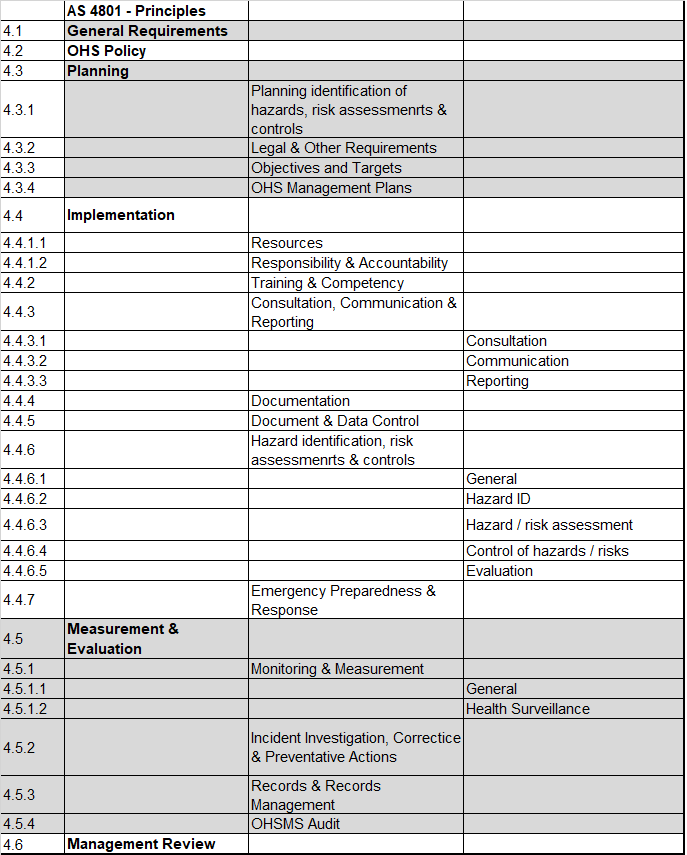 AS 4801 - Principles
4.1 General Requirements
4.2 OHS Policy
4.3 Planning
4.3.1 Planning identification of
hazards, risk assessmenrts &
controls
4.3.2 Legal & Other Requirements
4.3.3 Objectives and Targets
4.3.4 OHS Management Plans
4.4 Implementation
4.4.1.1 Resources
4.4.1.2 Responsibility & Accountability
4.4.2 Training & Competency
4.4.3 Consultation, Communication &
Reporting
4.4.3.1 Consultation
4.4.3.2 Communication
4.4.3.3 Reporting
4.4.4 Documentation
4.4.5 Document & Data Control
4.4.6 Hazard identification, risk
assessmenrts & controls
4.4.6.1 General
4.4.6.2 Hazard ID
4.4.6.3 Hazard / risk assessment
4.4.6.4 Control of hazards / risks
4.4.6.5 Evaluation
4.4.7 Emergency Preparedness &
Response
4.5 Measurement &
Evaluation
4.5.1 Monitoring & Measurement
4.5.1.1 General
4.5.1.2 Health Surveillance
4.5.2 Incident Investigation, Correctice
& Preventative Actions
4.5.3 Records & Records
Management
4.5.4 OHSMS Audit
4.6 Management Review